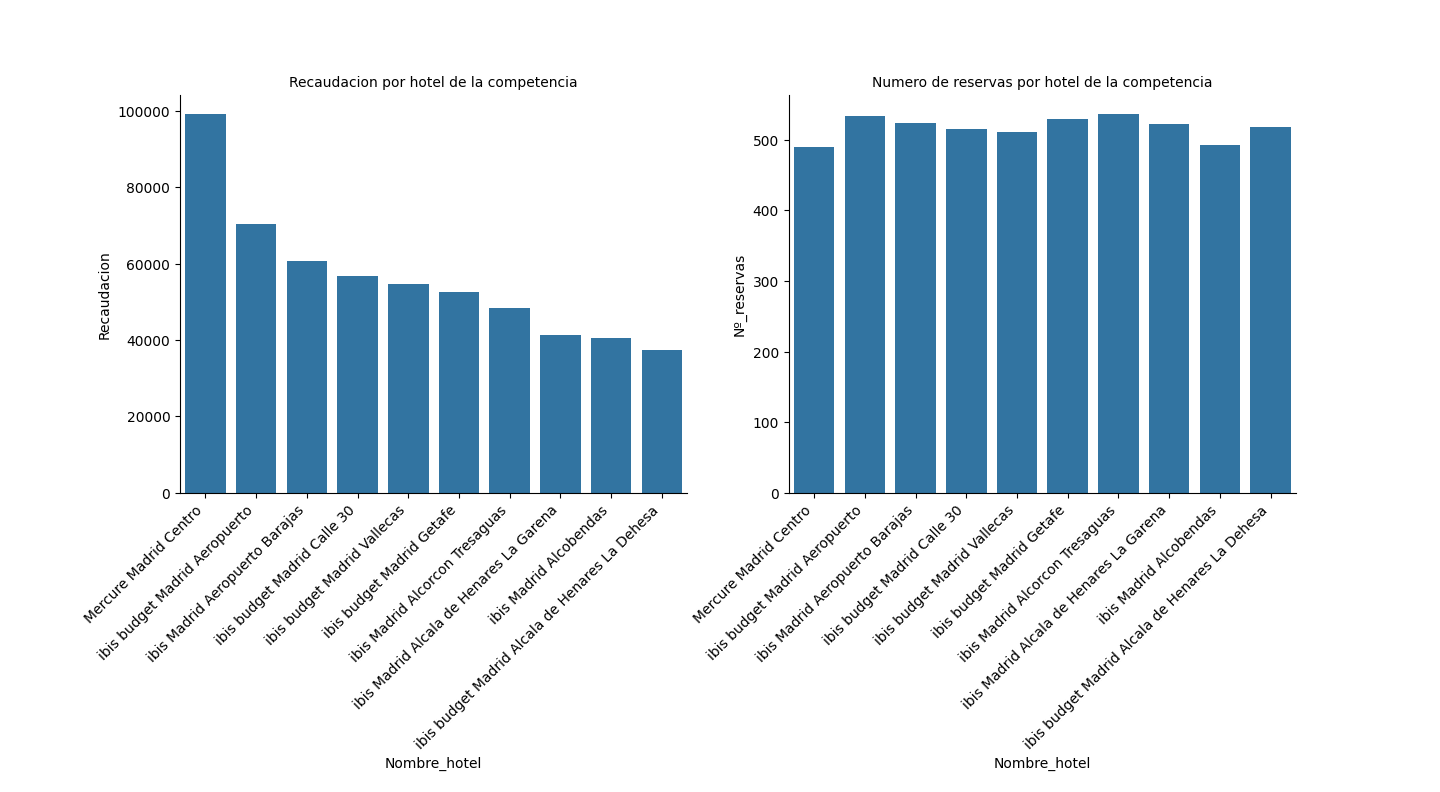 Recaudacion por hotel de la competencia
Recaudacion
100000
80000
60000
40000
20000
0
Mercure Madrid Centro
ibis budget Madrid Aeropuerto
ibis Madrid Aeropuerto Barajas
ibis budget Madrid Calle 30
ibis budget Madrid Vallecas
ibis budget Madrid Getafe
ibis Madrid Alcorcon Tresaguas
ibis Madrid Alcala de Henares La Garena
ibis Madrid Alcobendas
ibis budget Madrid Alcala de Henares La Dehesa
Nombre_hotel
Numero de reservas por hotel de la competencia
Nº_reservas
500
400
300
200
100
0
Mercure Madrid Centro
ibis budget Madrid Aeropuerto
ibis Madrid Aeropuerto Barajas
ibis budget Madrid Calle 30
ibis budget Madrid Vallecas
ibis budget Madrid Getafe
ibis Madrid Alcorcon Tresaguas
ibis Madrid Alcala de Henares La Garena
ibis Madrid Alcobendas
ibis budget Madrid Alcala de Henares La Dehesa
Nombre_hotel